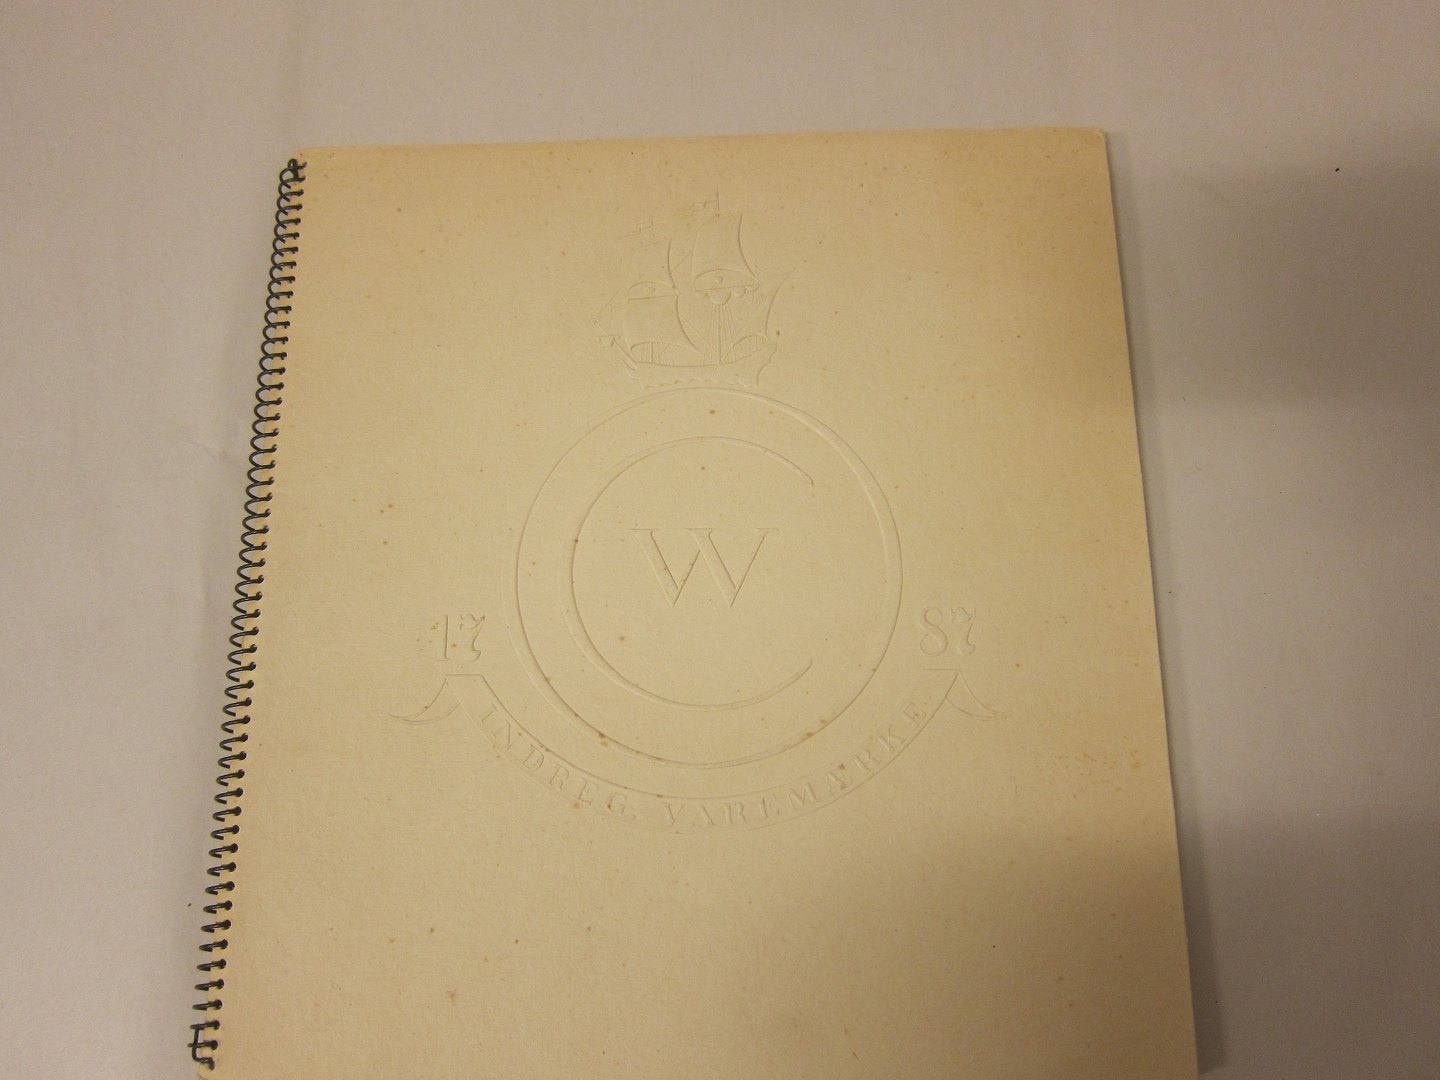 C
W
17 87
INDREG. VAREMÆRKE